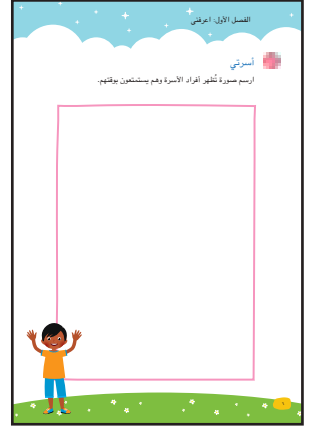 الفصل الأول: اعرفني
أسرتي
ارسم صورة تُظهر أفراد الأسرة وهم يستمتعون بوقتهم.